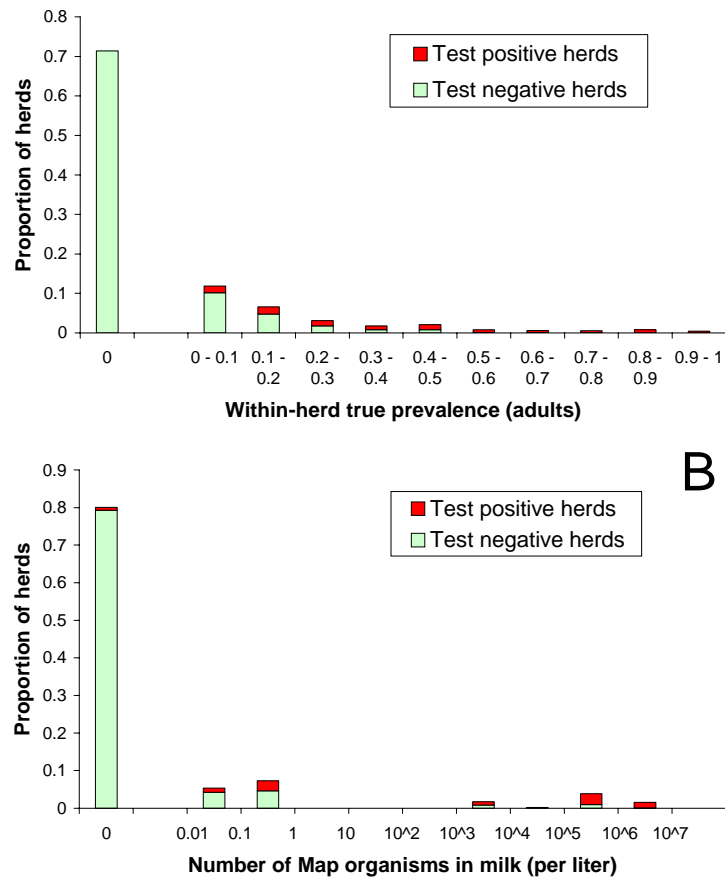 0.8
0.7
0.6
0.5
0.4
0.3
0.2
0.1
0
Proportion of herds
Test positive herds
Test negative herds
0 0 - 0.1 0.1 - 0.2 - 0.3 - 0.4 - 0.5 - 0.6 - 0.7 - 0.8 - 0.9 - 1
0.2 0.3 0.4 0.5 0.6 0.7 0.8 0.9
Within-herd true prevalence (adults)
B
0.9
0.8
0.7
0.6
0.5
0.4
0.3
0.2
0.1
0
Proportion of herds
Test positive herds
Test negative herds
0 0.01 0.1 1 10 10^2 10^3 10^4 10^5 10^6 10^7
Number of Map organisms in milk (per liter)